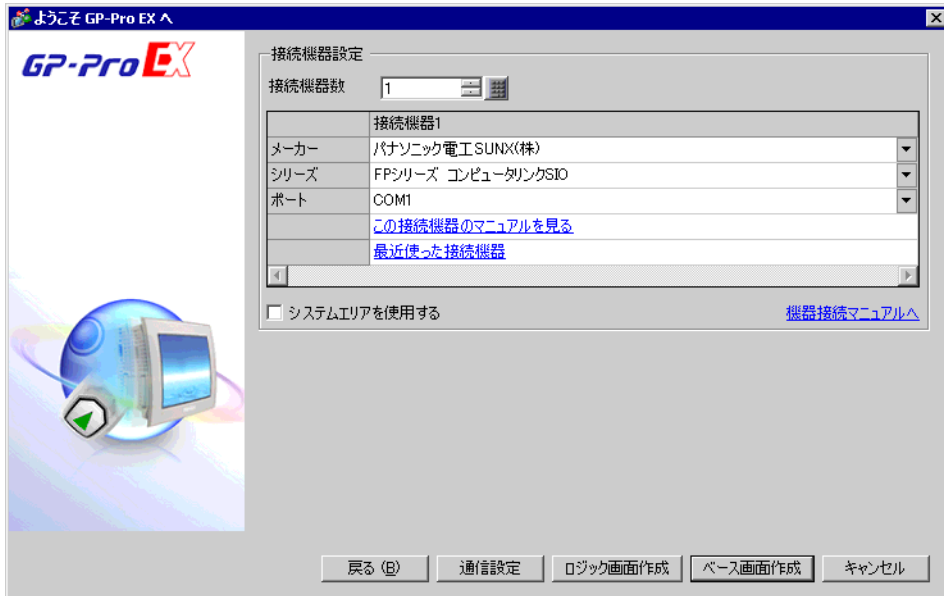 ようこそ GP-Pro EX へ
GP-Pro EX
接続機器設定
接続機器数 1
接続機器1
メーカー パナソニック電工SUNX(株)
シリーズ FPシリーズ コンピュータリンクSIO
ポート COM1
この接続機器のマニュアルを見る
最近使った接続機器
システムエリアを使用する 機器接続マニュアルへ
戻る (B) 通信設定 ロジック画面作成 ベース画面作成 キャンセル